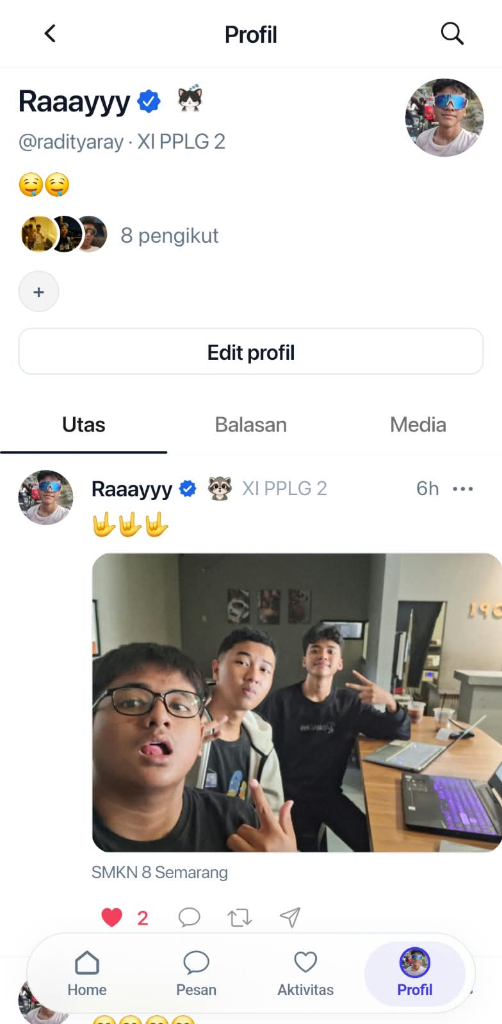 Profil
Raaayyy
@radityaray · XI PPLG 2
🤤🤤
8 pengikut
+
Edit profil
Utas
Balasan
Media
Raaayyy XI PPLG 2 6h
🤟🤟🤟
196
SMKN 8 Semarang
2
Home
Pesan
Aktivitas
Profil